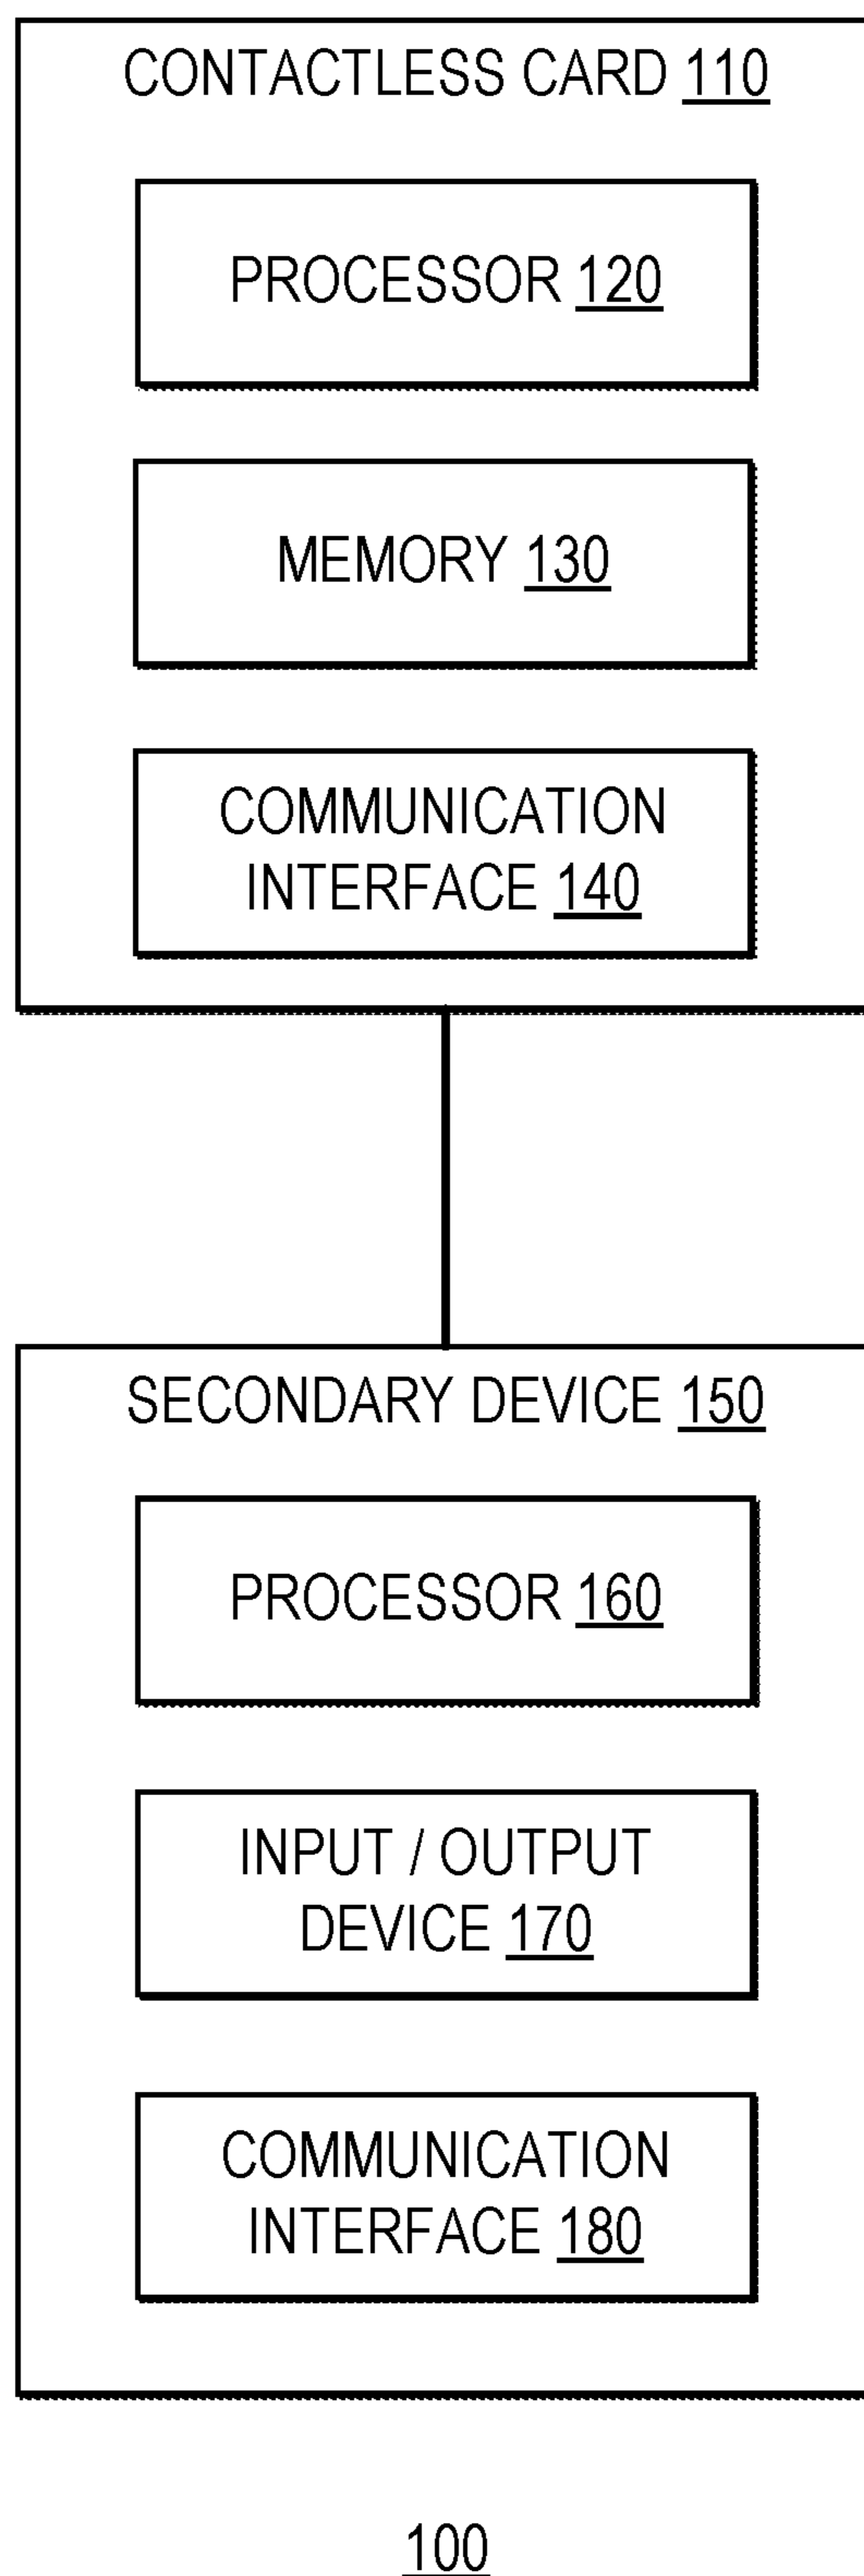 CONTACTLESS CARD 110
PROCESSOR 120
MEMORY 130
COMMUNICATION
INTERFACE 140
SECONDARY DEVICE 150
PROCESSOR 160
INPUT / OUTPUT
DEVICE 170
COMMUNICATION
INTERFACE 180
100